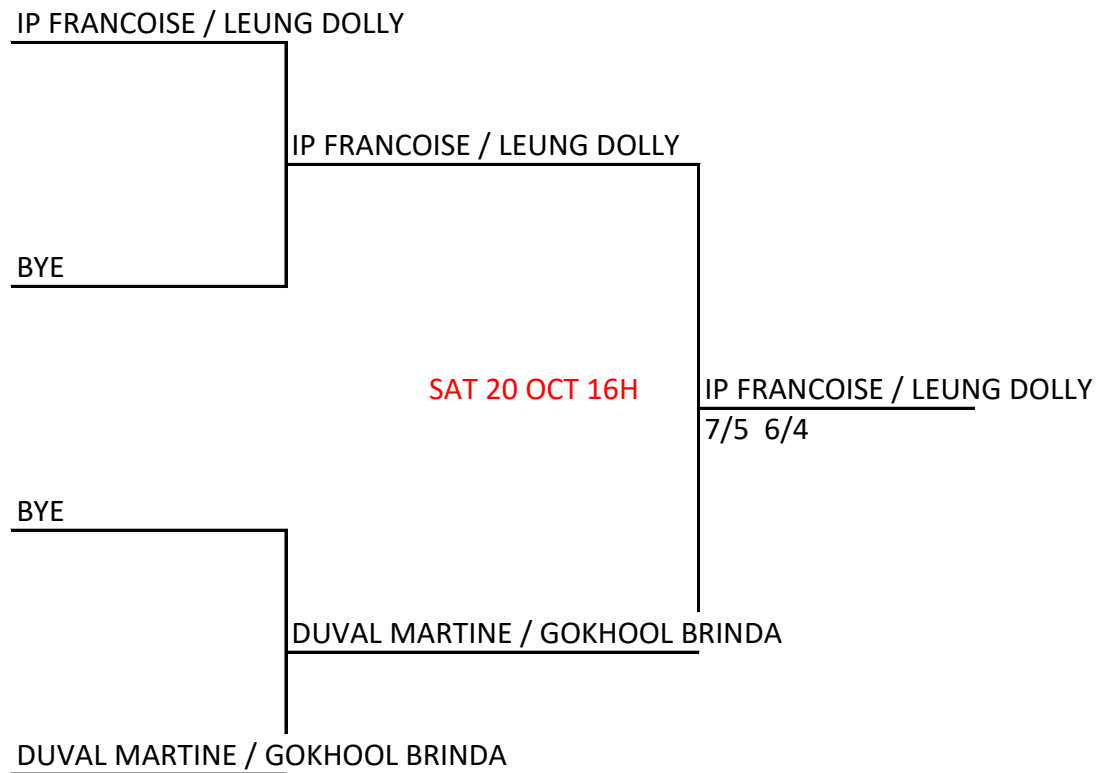 IP FRANCOISE / LEUNG DOLLY
IP FRANCOISE / LEUNG DOLLY
BYE
SAT 20 OCT 16H
IP FRANCOISE / LEUNG DOLLY
7/5 6/4
BYE
DUVAL MARTINE / GOKHOOL BRINDA
DUVAL MARTINE / GOKHOOL BRINDA